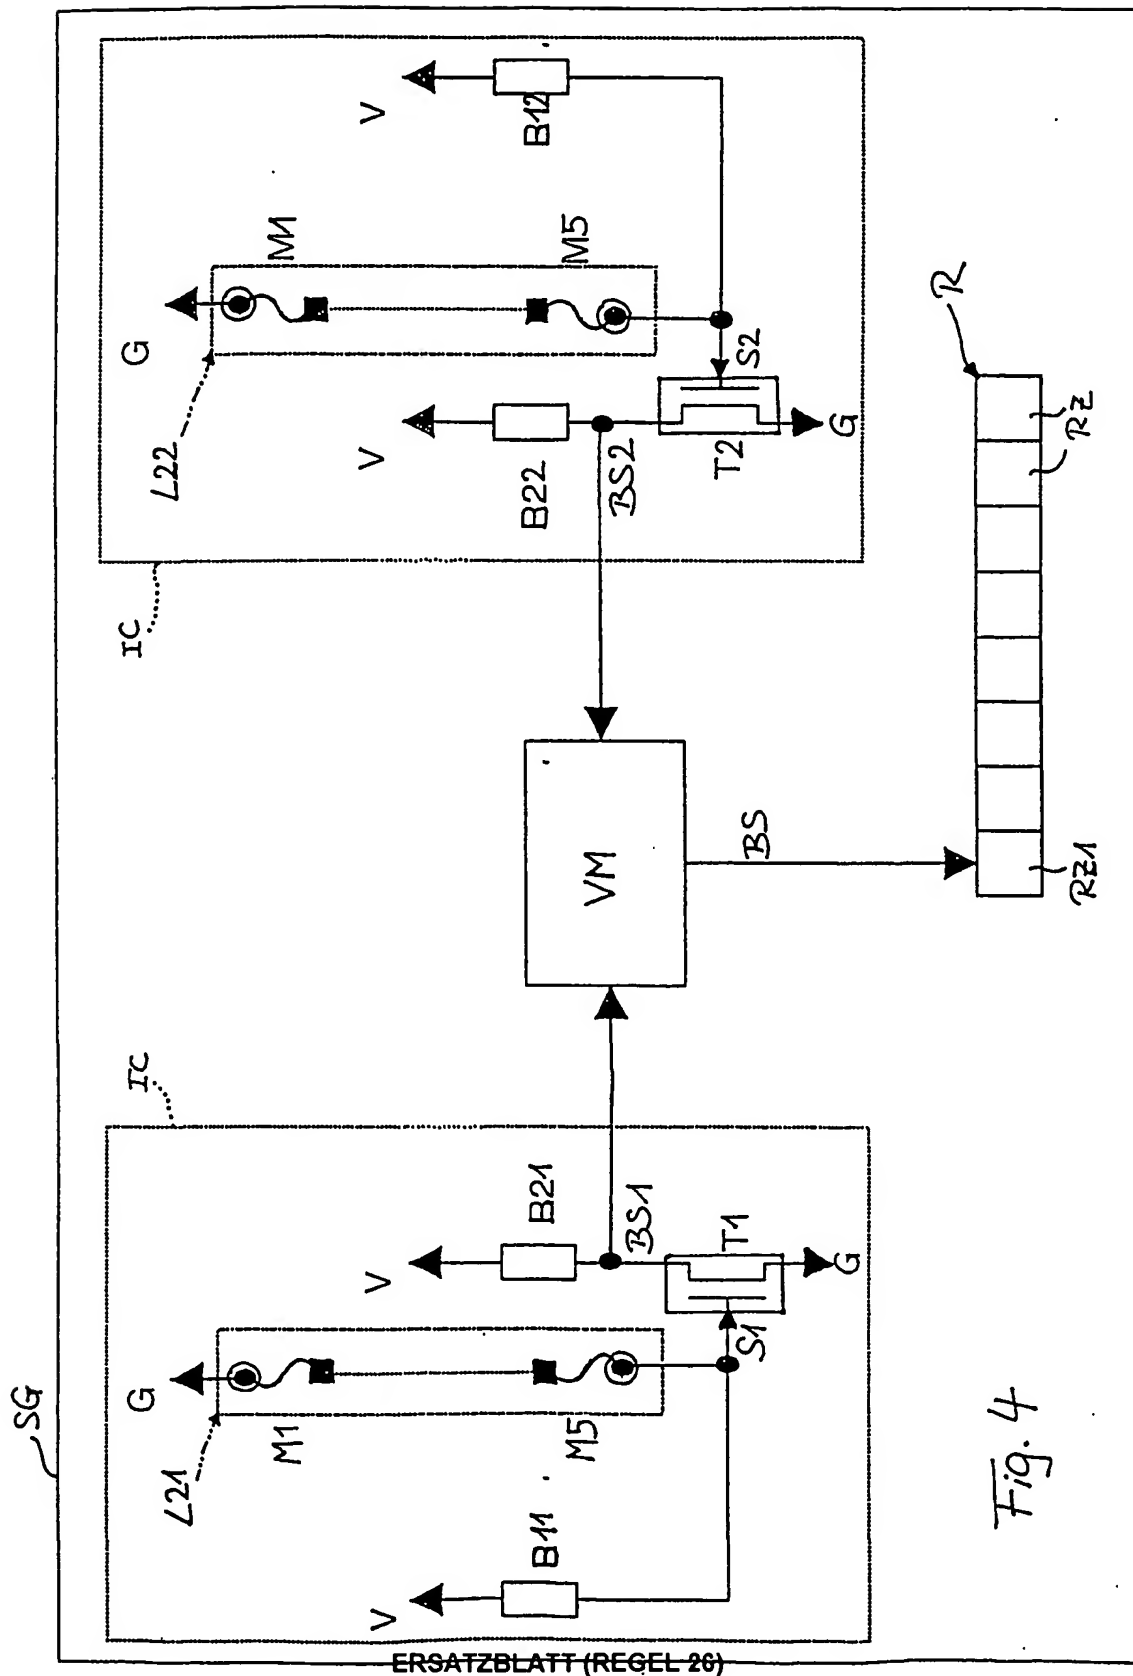 SG
IC
L21
G
M1
M5
V
B11
V
B21
BS1
S1
T1
G
VM
BS
IC
L22
G
M1
M5
V
B22
BS2
V
B12
S2
T2
G
R
RZ
RZ1
Fig. 4
ERSATZBLATT (REGEL 26)